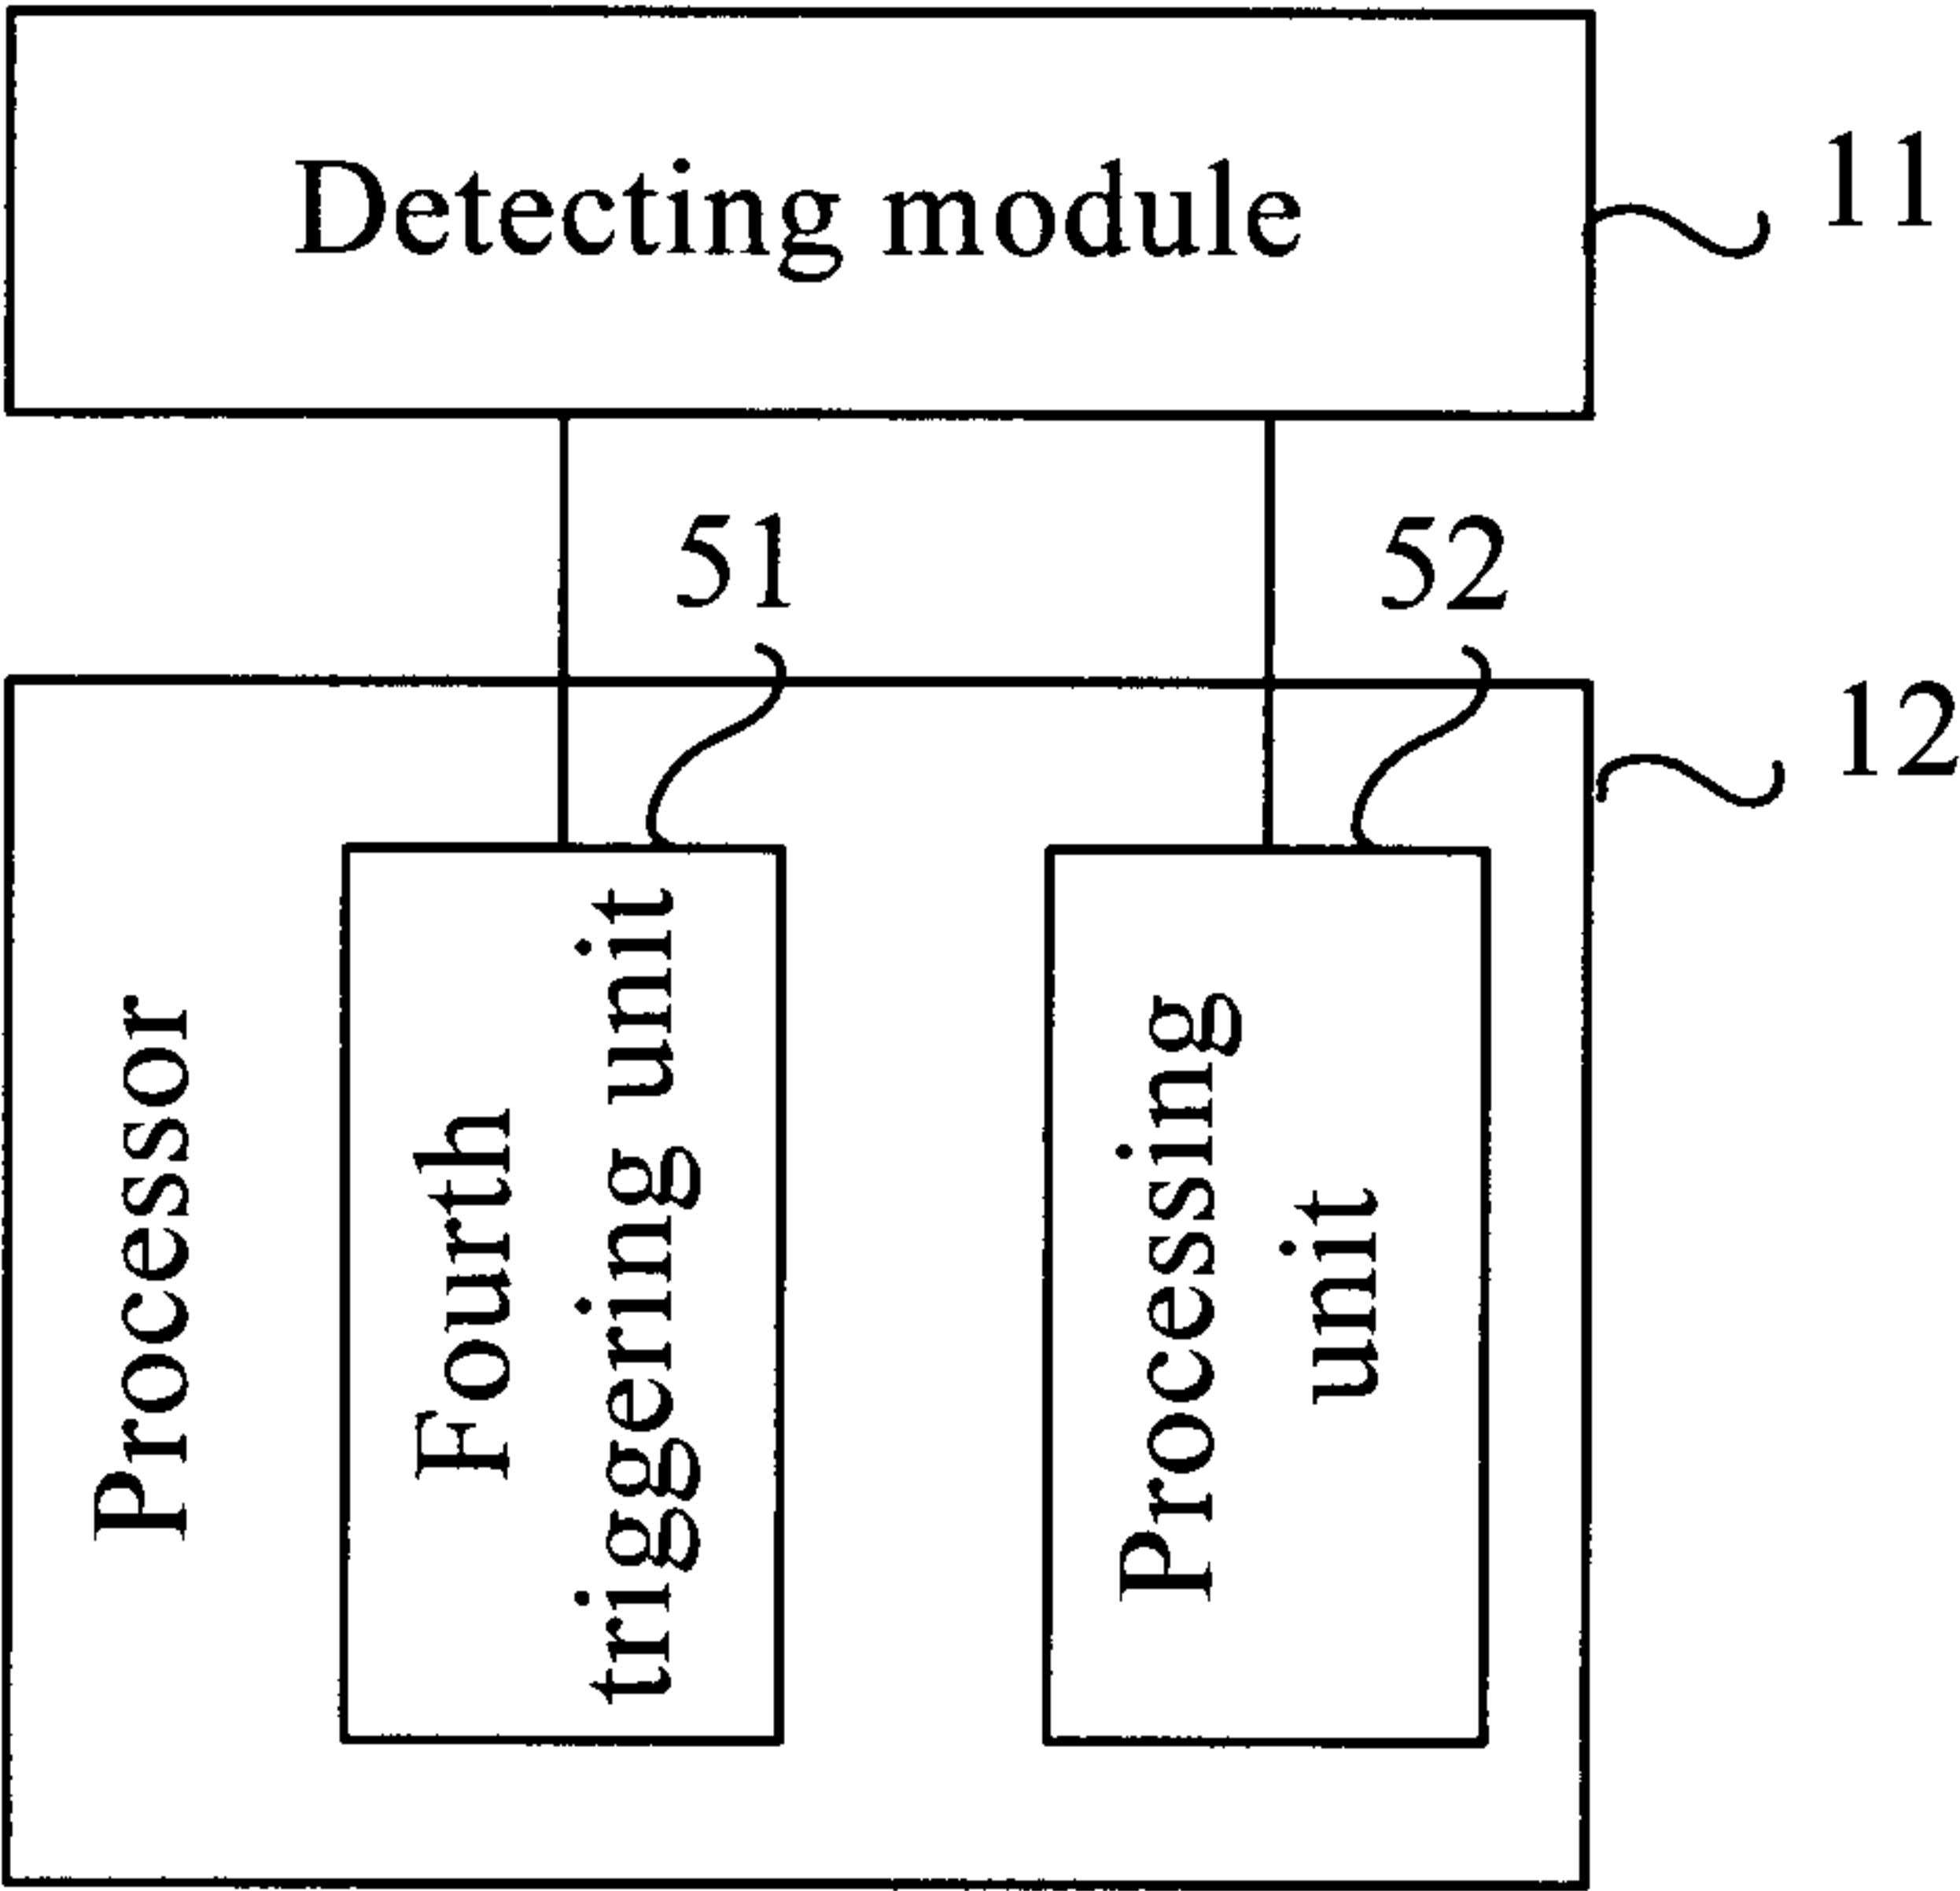 Detecting module
11
51
52
12
Processor
Fourth
triggering unit
Processing
unit